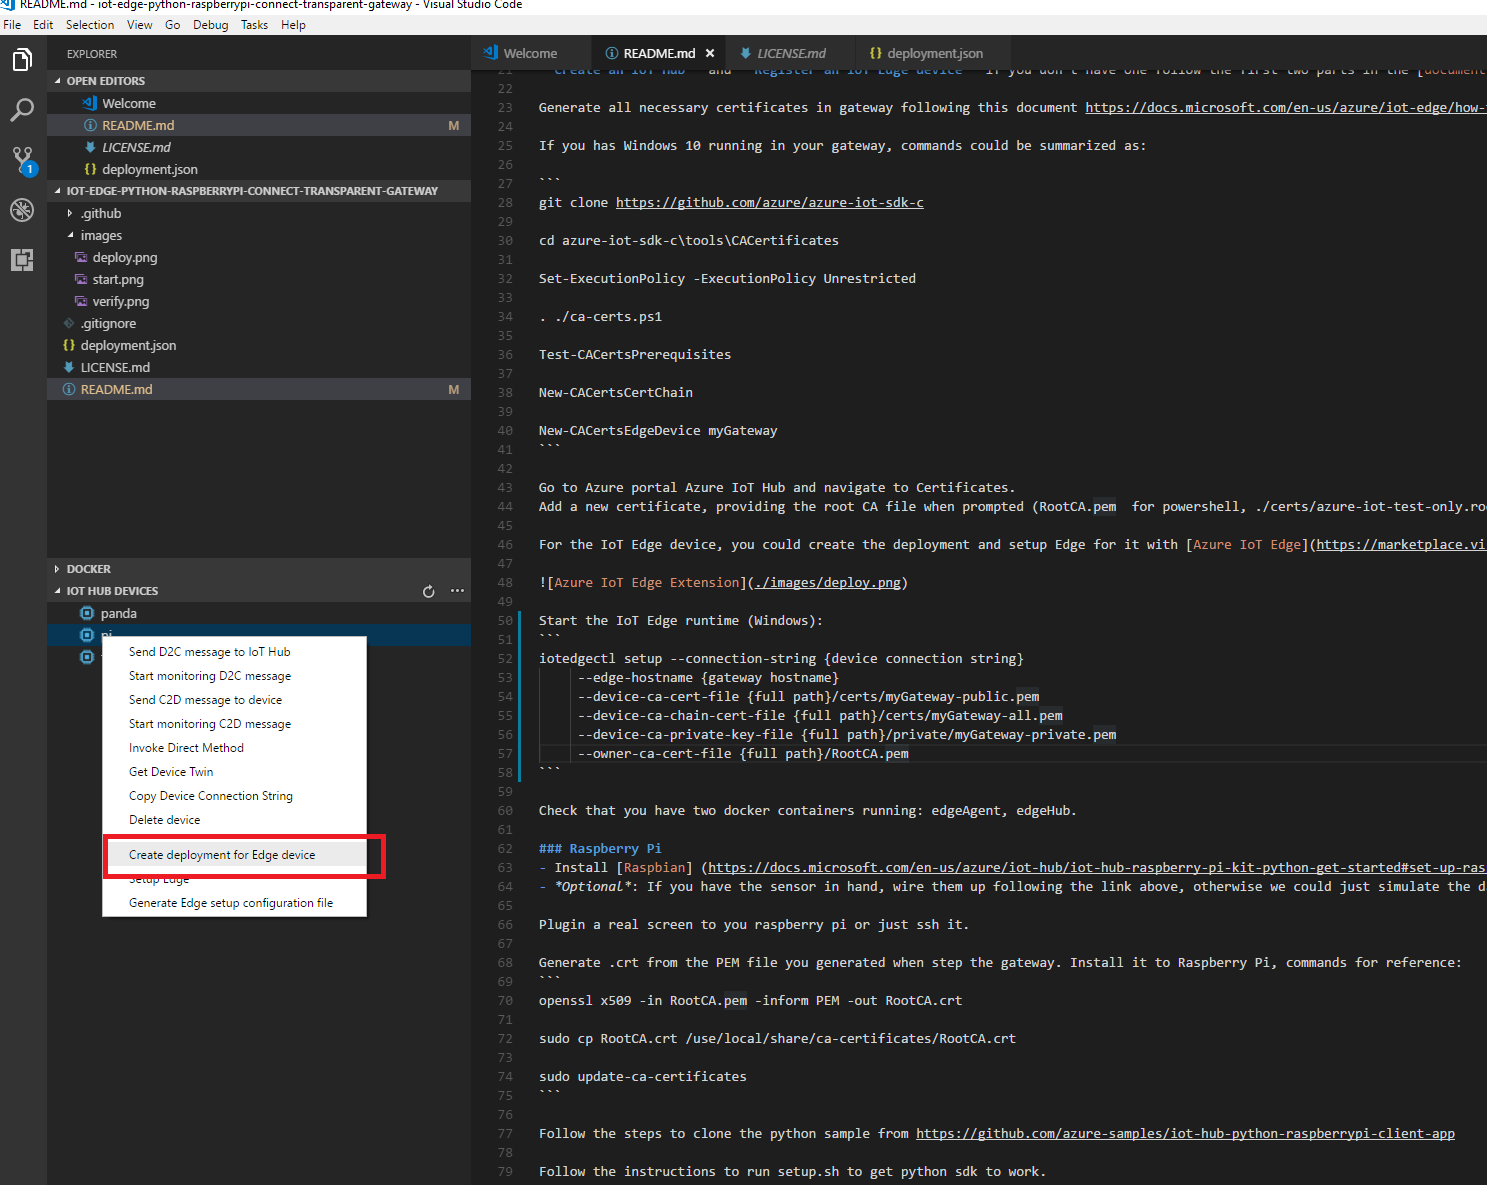 README.md - iot-edge-python-raspberrypi-connect-transparent-gateway - Visual Studio Code
File Edit Selection View Go Debug Tasks Help
EXPLORER
OPEN EDITORS
Welcome
README.md M
LICENSE.md
deployment.json
IOT-EDGE-PYTHON-RASPBERRYPI-CONNECT-TRANSPARENT-GATEWAY
.github
images
deploy.png
start.png
verify.png
.gitignore
deployment.json
LICENSE.md
README.md M
DOCKER
IOT HUB DEVICES
panda
pi
Send D2C message to IoT Hub
Start monitoring D2C message
Send C2D message to device
Start monitoring C2D message
Invoke Direct Method
Get Device Twin
Copy Device Connection String
Delete device
Create deployment for Edge device
Setup Edge
Generate Edge setup configuration file
1
Welcome README.md LICENSE.md deployment.json
21 Create an IoT Hub and Register an IoT Edge device if you don't have one follow the first two parts in the [document
22
23 Generate all necessary certificates in gateway following this document https://docs.microsoft.com/en-us/azure/iot-edge/how-
24
25 If you has Windows 10 running in your gateway, commands could be summarized as:
26
27 ```
28 git clone https://github.com/azure/azure-iot-sdk-c
29
30 cd azure-iot-sdk-c\tools\CACertificates
31
32 Set-ExecutionPolicy -ExecutionPolicy Unrestricted
33
34 . ./ca-certs.ps1
35
36 Test-CACertsPrerequisites
37
38 New-CACertsCertChain
39
40 New-CACertsEdgeDevice myGateway
41 ```
42
43 Go to Azure portal Azure IoT Hub and navigate to Certificates.
44 Add a new certificate, providing the root CA file when prompted (RootCA.pem  for powershell, ./certs/azure-iot-test-only.ro
45
46 For the IoT Edge device, you could create the deployment and setup Edge for it with [Azure IoT Edge](https://marketplace.vi
47
48 ![Azure IoT Edge Extension](./images/deploy.png)
49
50 Start the IoT Edge runtime (Windows):
51 ```
52 iotedgectl setup --connection-string {device connection string}
53 --edge-hostname {gateway hostname}
54 --device-ca-cert-file {full path}/certs/myGateway-public.pem
55 --device-ca-chain-cert-file {full path}/certs/myGateway-all.pem
56 --device-ca-private-key-file {full path}/private/myGateway-private.pem
57 --owner-ca-cert-file {full path}/RootCA.pem
58 ```
59
60 Check that you have two docker containers running: edgeAgent, edgeHub.
61
62 ### Raspberry Pi
63 - Install [Raspbian] (https://docs.microsoft.com/en-us/azure/iot-hub/iot-hub-raspberry-pi-kit-python-get-started#set-up-ras
64 - *Optional*: If you have the sensor in hand, wire them up following the link above, otherwise we could just simulate the d
65
66 Plugin a real screen to you raspberry pi or just ssh it.
67
68 Generate .crt from the PEM file you generated when step the gateway. Install it to Raspberry Pi, commands for reference:
69 ```
70 openssl x509 -in RootCA.pem -inform PEM -out RootCA.crt
71
72 sudo cp RootCA.crt /use/local/share/ca-certificates/RootCA.crt
73
74 sudo update-ca-certificates
75 ```
76
77 Follow the steps to clone the python sample from https://github.com/azure-samples/iot-hub-python-raspberrypi-client-app
78
79 Follow the instructions to run setup.sh to get python sdk to work.